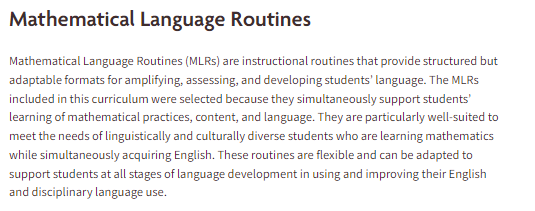 Mathematical Language Routines
Mathematical Language Routines (MLRs) are instructional routines that provide structured but
adaptable formats for amplifying, assessing, and developing students' language. The MLRs
included in this curriculum were selected because they simultaneously support students'
learning of mathematical practices, content, and language. They are particularly well-suited to
meet the needs of linguistically and culturally diverse students who are learning mathematics
while simultaneously acquiring English. These routines are flexible and can be adapted to
support students at all stages of language development in using and improving their English
and disciplinary language use.